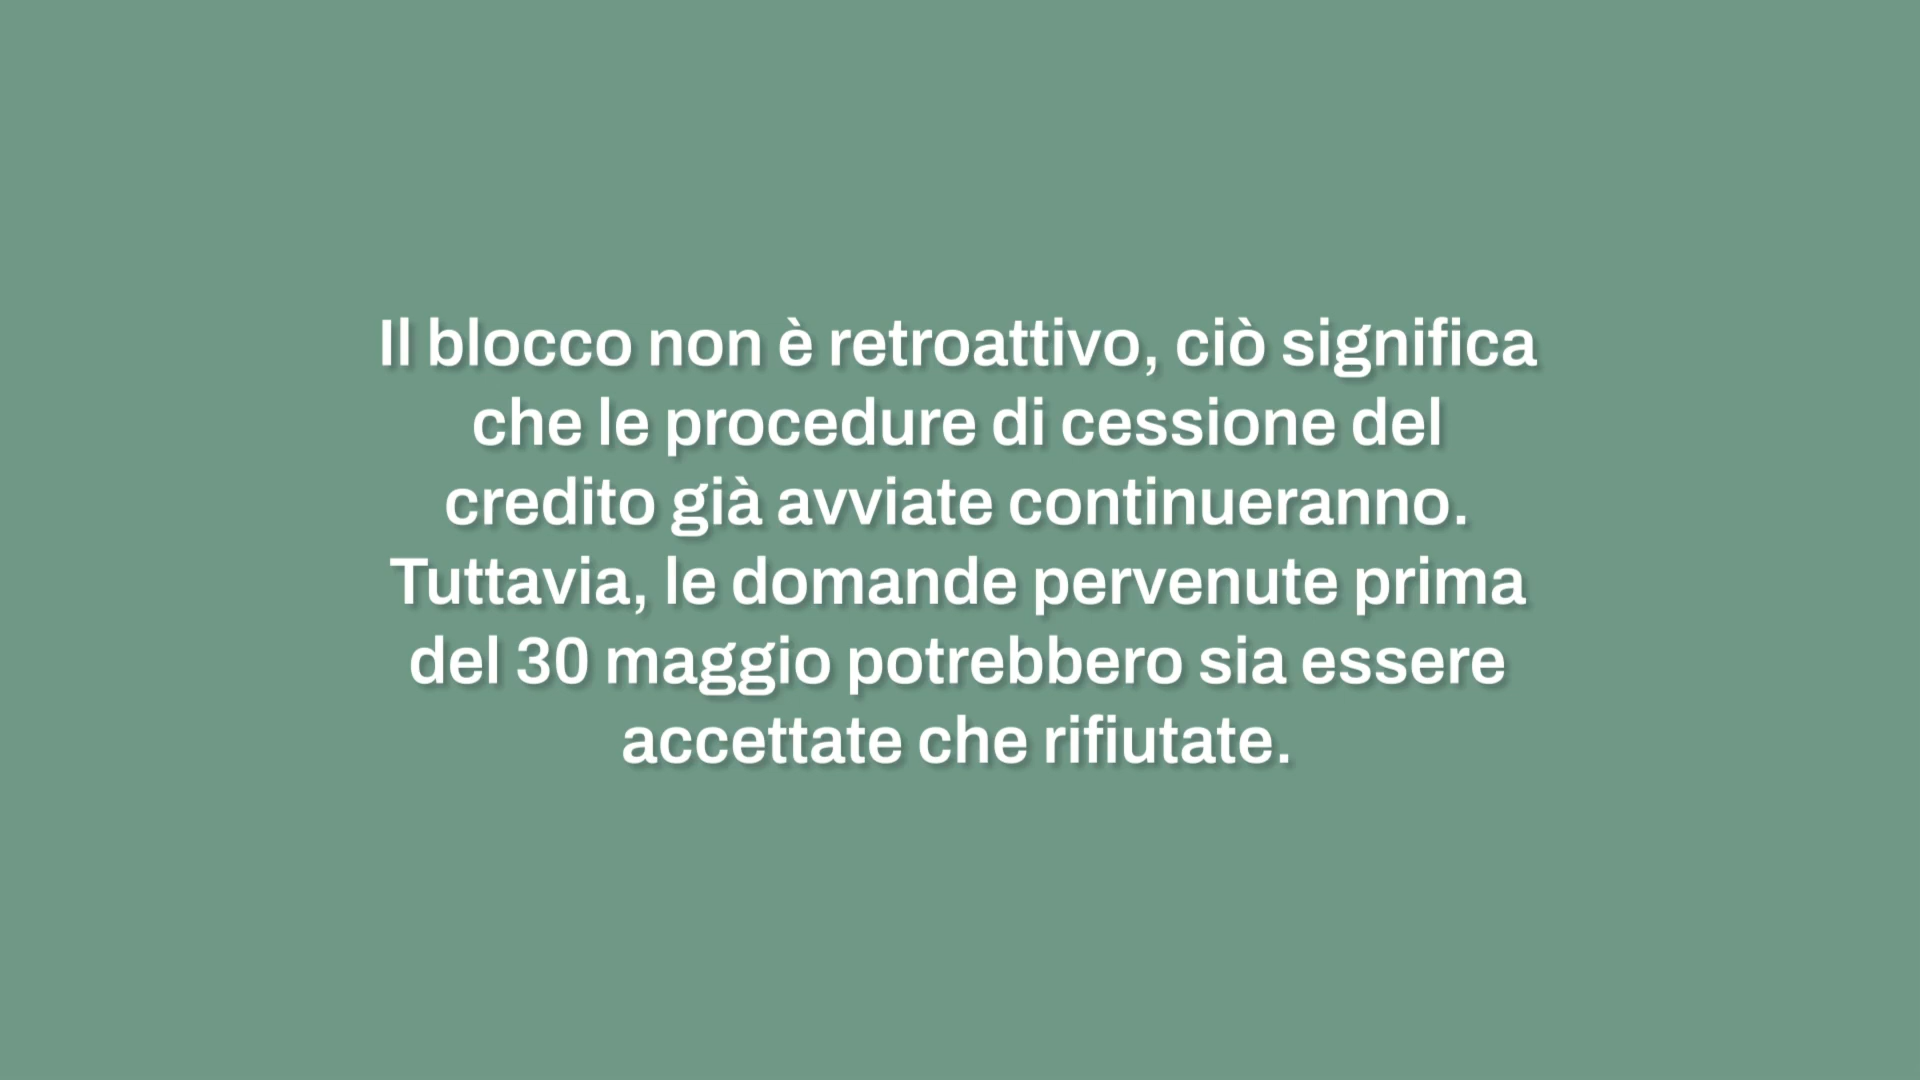 Il blocco non è retroattivo, ciò significa
che le procedure di cessione del
credito già avviate continueranno.
Tuttavia, le domande pervenute prima
del 30 maggio potrebbero sia essere
accettate che rifiutate.